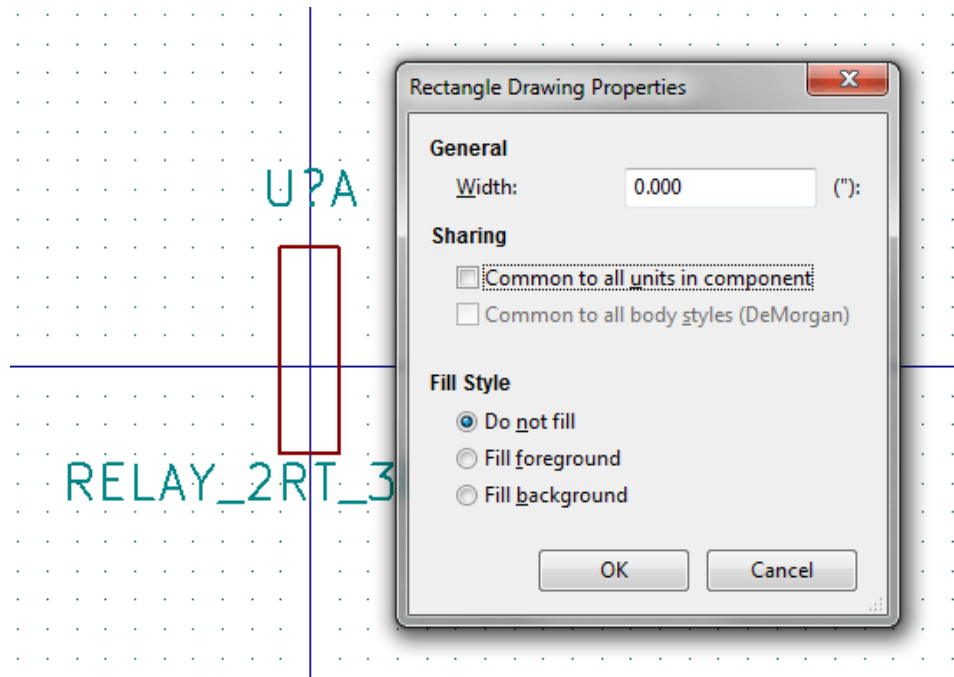 U?A
RELAY_2RT_3
Rectangle Drawing Properties
General
Width: 0.000 ("):
Sharing
Common to all units in component
Common to all body styles (DeMorgan)
Fill Style
Do not fill
Fill foreground
Fill background
OK Cancel